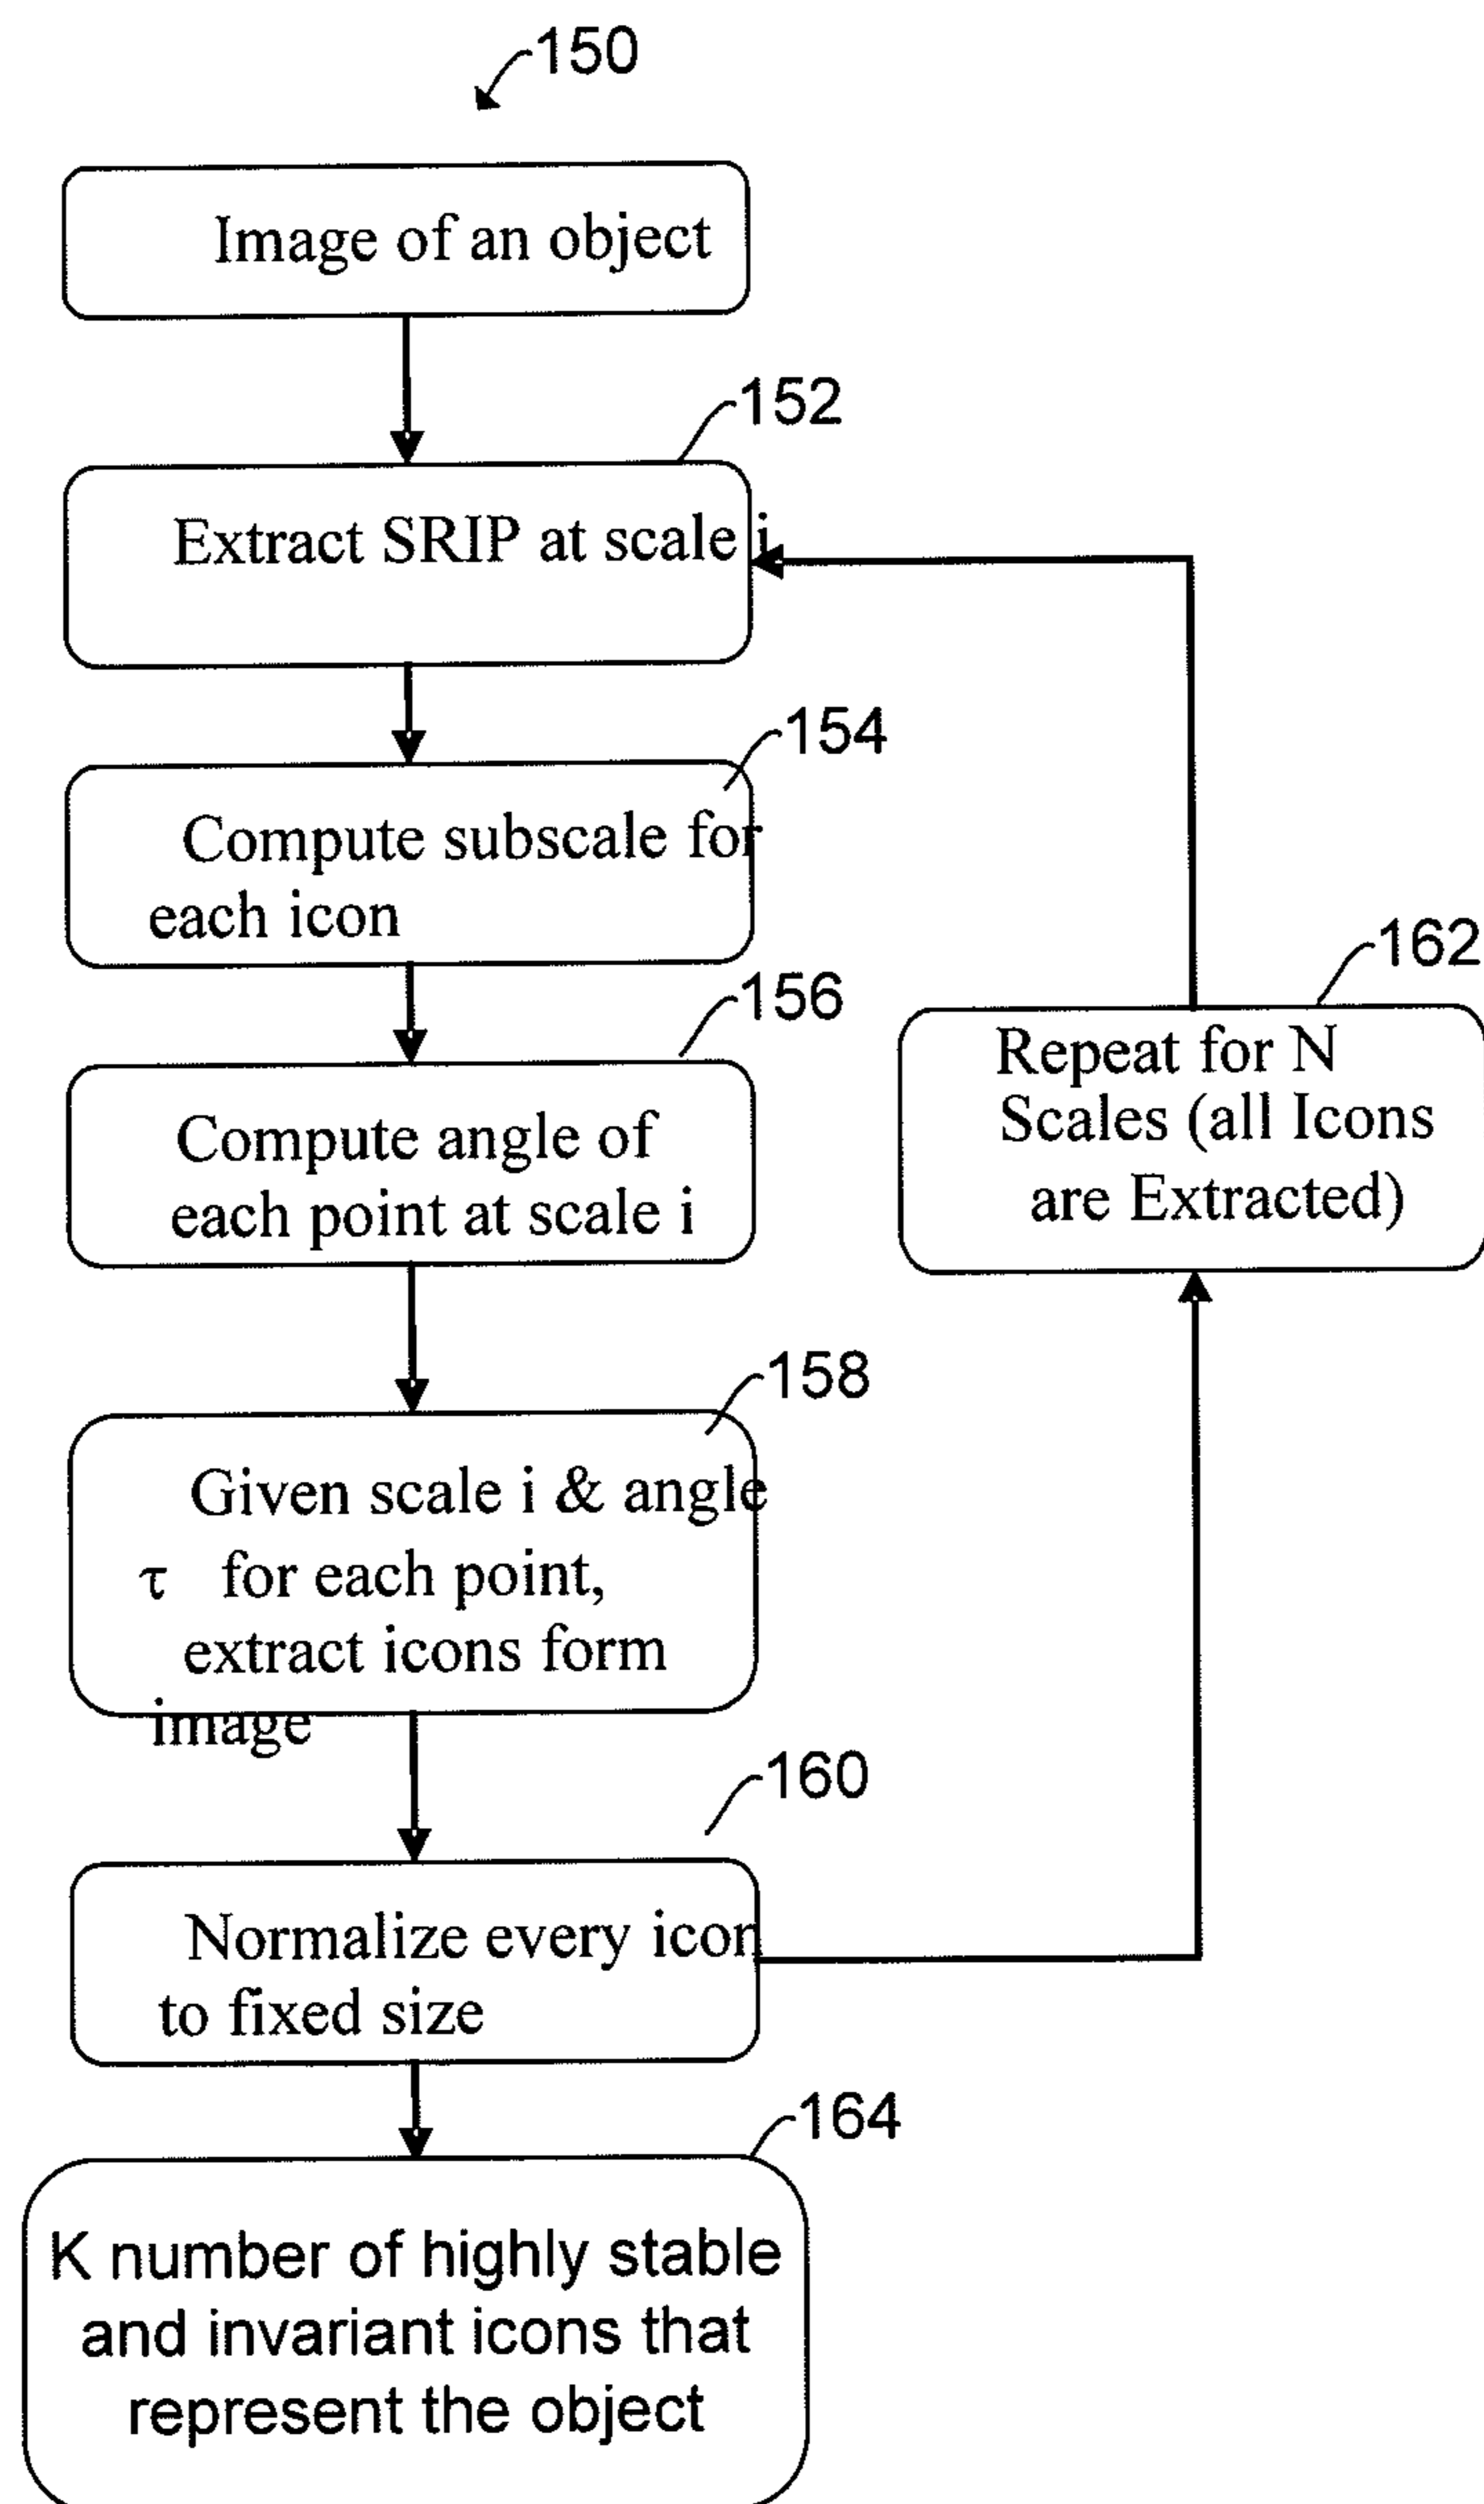 150
Image of an object
152
Extract SRIP at scale i
154
Compute subscale for
each icon
156
Compute angle of
each point at scale i
162
Repeat for N
Scales (all Icons
are Extracted)
158
Given scale i & angle
τ for each point,
extract icons form
image
160
Normalize every icon
to fixed size
164
K number of highly stable
and invariant icons that
represent the object